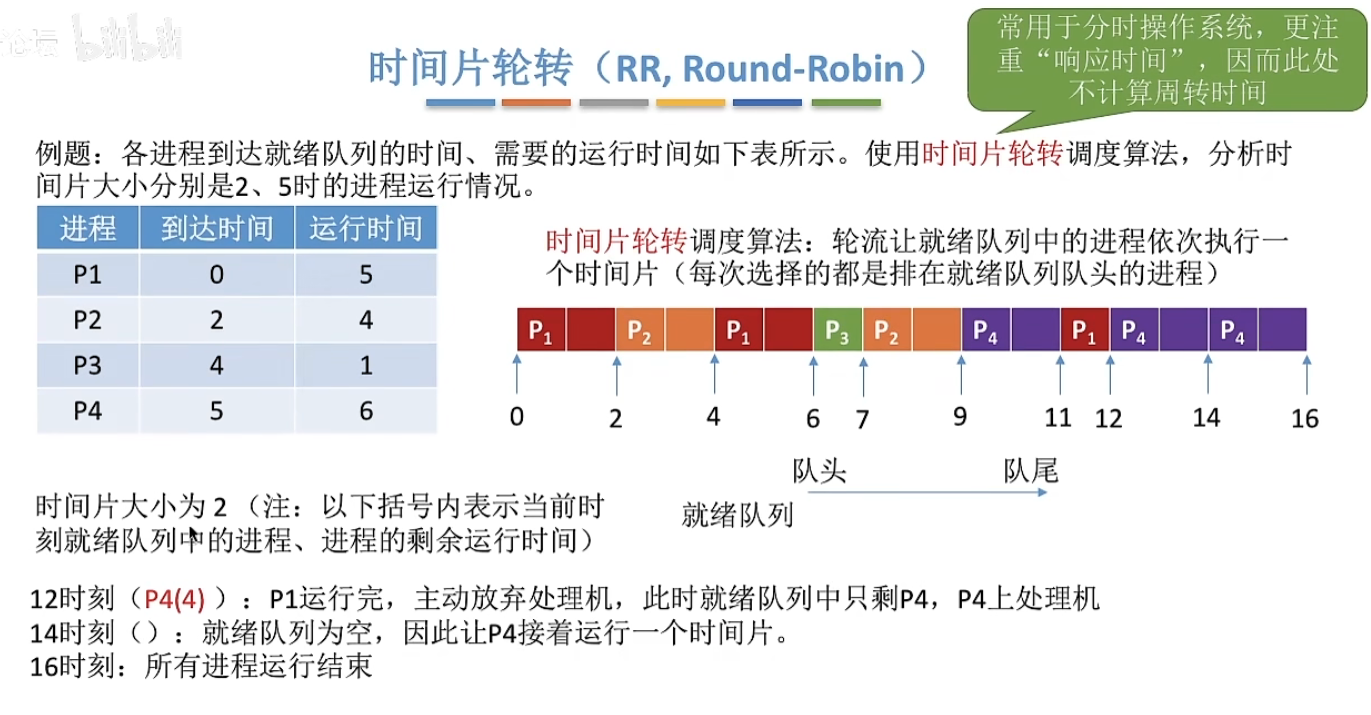 论坛 bilibili
常用于分时操作系统，更注
重“响应时间”，因而此处
不计算周转时间
时间片轮转（RR, Round-Robin）
例题：各进程到达就绪队列的时间、需要的运行时间如下表所示。使用时间片轮转调度算法，分析时
间片大小分别是2、5时的进程运行情况。
进程 到达时间 运行时间
P1 0 5
P2 2 4
P3 4 1
P4 5 6
时间片轮转调度算法：轮流让就绪队列中的进程依次执行一
个时间片（每次选择的都是排在就绪队列队头的进程）
P1 P2 P1 P3 P2 P4 P1 P4 P4
0 2 4 6 7 9 11 12 14 16
队头 队尾
就绪队列
时间片大小为 2 （注：以下括号内表示当前时
刻就绪队列中的进程、进程的剩余运行时间）
12时刻（P4(4) ）：P1运行完，主动放弃处理机，此时就绪队列中只剩P4，P4上处理机
14时刻（）：就绪队列为空，因此让P4接着运行一个时间片。
16时刻：所有进程运行结束